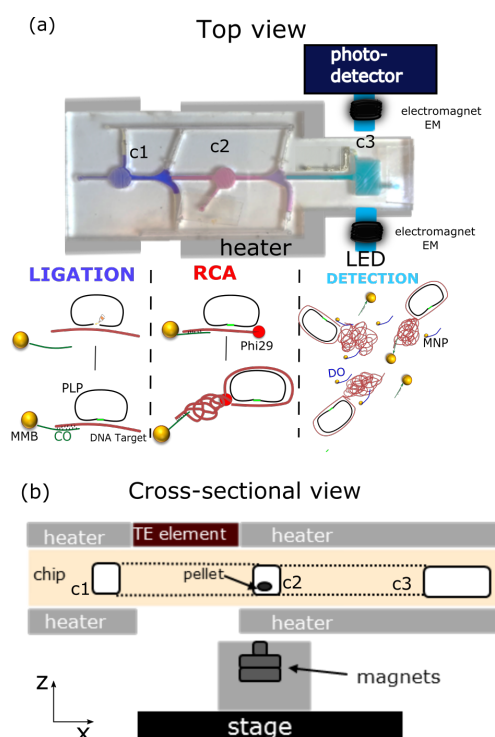 (a)
Top view
photo-
detector
electromagnet
EM
c1
c2
c3
electromagnet
EM
heater
LED
LIGATION
RCA
DETECTION
Phi29
MNP
PLP
DO
MMB
CO
DNA Target
(b)
Cross-sectional view
heater
TE element
heater
chip
pellet
c1
c2
c3
heater
heater
z
magnets
x
stage